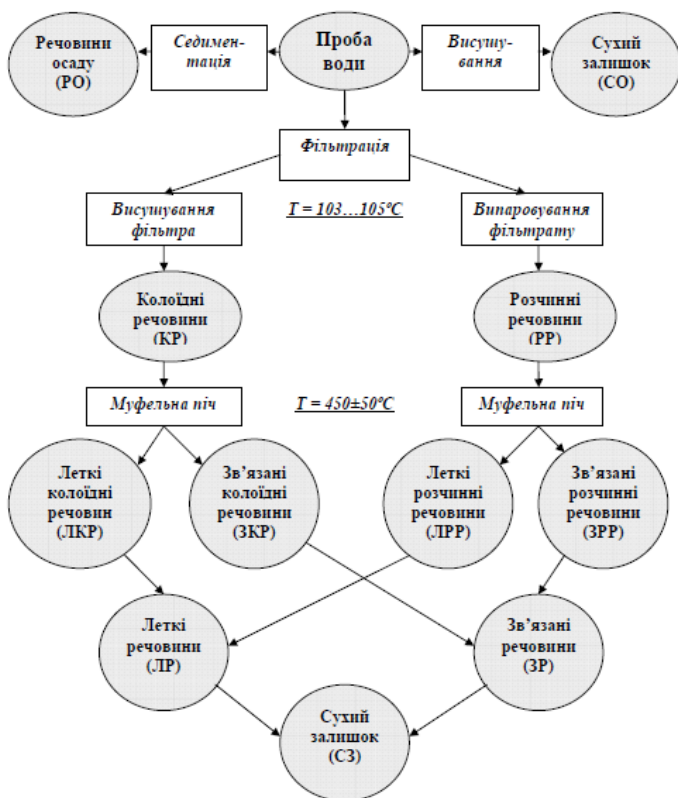 Речовини
осаду
(РО)
Седимен-
тація
Проба
води
Висушу-
вання
Сухий
залишок
(СО)
Фільтрація
Висушування
фільтра
T = 103…105ºC
Випаровування
фільтрату
Колоїдні
речовини
(КР)
Розчинні
речовини
(РР)
Муфельна піч
T = 450±50ºC
Муфельна піч
Леткі
колоїдні
речовин
(ЛКР)
Зв’язані
колоїдні
речовини
(ЗКР)
Леткі
розчинні
речовини
(ЛРР)
Зв’язані
розчинні
речовини
(ЗРР)
Леткі
речовини
(ЛР)
Зв’язані
речовини
(ЗР)
Сухий
залишок
(СЗ)